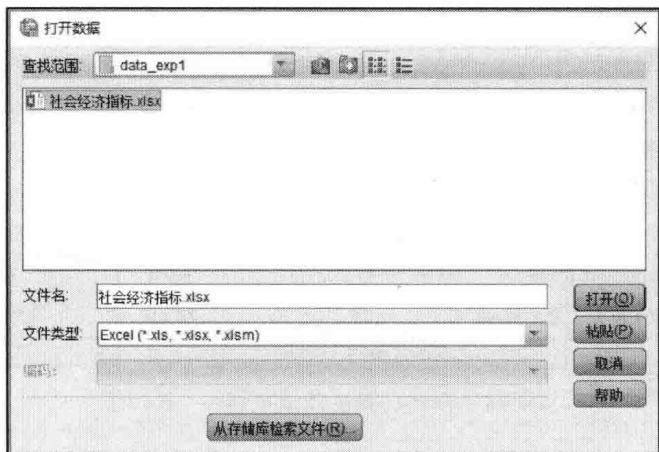 打开数据
查找范围: data_exp1
社会经济指标.xlsx
文件名: 社会经济指标.xlsx
打开(O)
文件类型: Excel (*.xls, *.xlsx, *.xlsm)
粘贴(P)
编码:
取消
帮助
从存储库检索文件(R)...